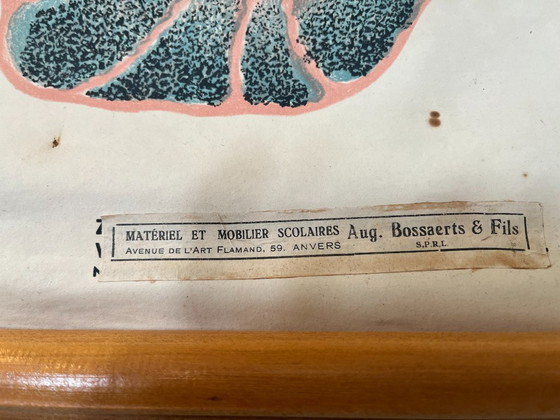 MATÉRIEL ET MOBILIER SCOLAIRES Aug. Bossaerts & Fils
AVENUE DE L'ART FLAMAND. 59. ANVERS S.P.R.L.